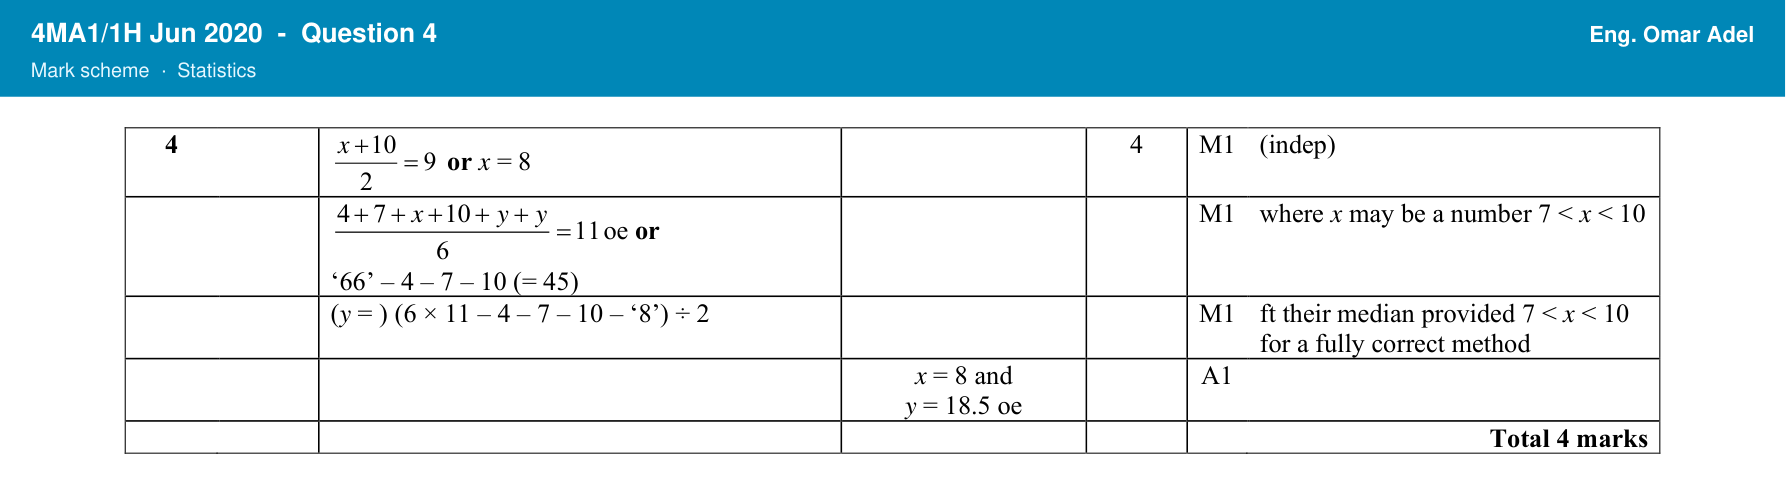 4MA1/1H Jun 2020 - Question 4
Eng. Omar Adel
Mark scheme · Statistics
4 (x + 10)/2 = 9 or x = 8 4 M1 (indep)
(4 + 7 + x + 10 + y + y)/6 = 11 oe or M1 where x may be a number 7 < x < 10
‘66’ – 4 – 7 – 10 (= 45)
(y = ) (6 × 11 – 4 – 7 – 10 – ‘8’) ÷ 2 M1 ft their median provided 7 < x < 10
for a fully correct method
x = 8 and A1
y = 18.5 oe
Total 4 marks